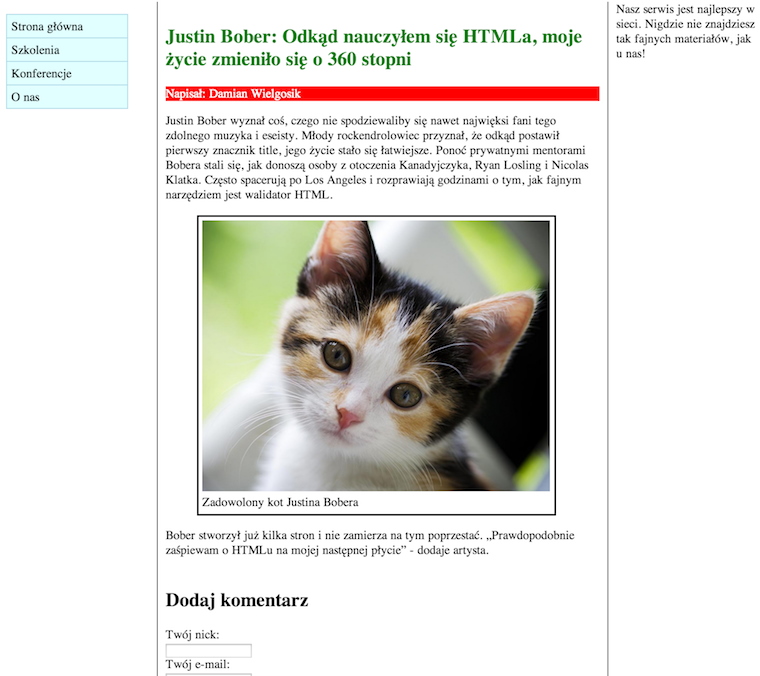 Strona główna
Szkolenia
Konferencje
O nas
Justin Bober: Odkąd nauczyłem się HTMLa, moje
życie zmieniło się o 360 stopni
Napisał: Damian Wielgosik
Justin Bober wyznał coś, czego nie spodziewaliby się nawet najwięksi fani tego
zdolnego muzyka i eseisty. Młody rockendrolowiec przyznał, że odkąd postawił
pierwszy znacznik title, jego życie stało się łatwiejsze. Ponoć prywatnymi mentorami
Bobera stali się, jak donoszą osoby z otoczenia Kanadyjczyka, Ryan Losling i Nicolas
Klatka. Często spacerują po Los Angeles i rozprawiają godzinami o tym, jak fajnym
narzędziem jest walidator HTML.
Zadowolony kot Justina Bobera
Bober stworzył już kilka stron i nie zamierza na tym poprzestać. „Prawdopodobnie
zaśpiewam o HTMLu na mojej następnej płycie” - dodaje artysta.
Dodaj komentarz
Twój nick:
Twój e-mail:
Nasz serwis jest najlepszy w
sieci. Nigdzie nie znajdziesz
tak fajnych materiałów, jak
u nas!